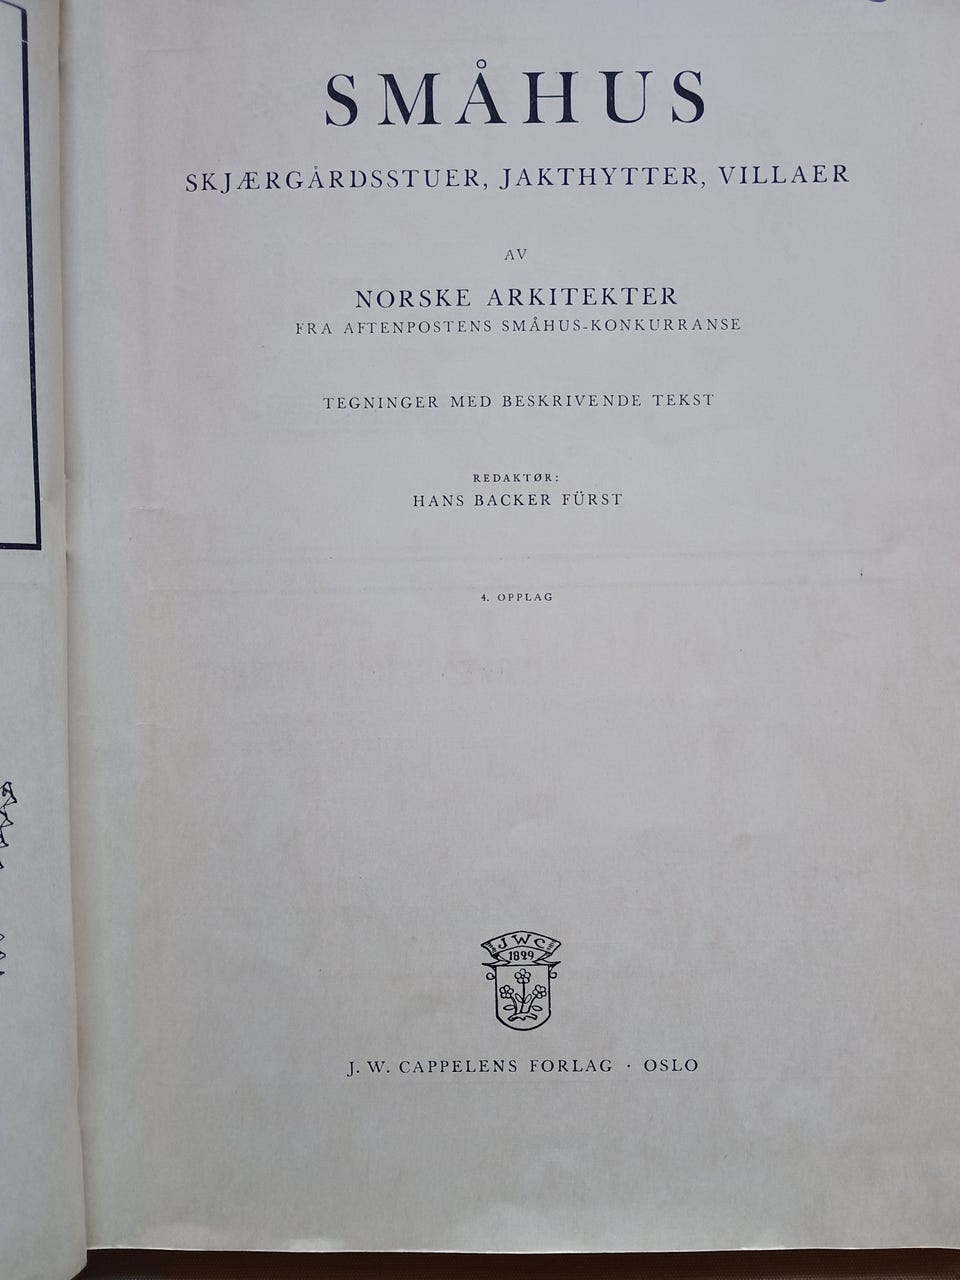 SMÅHUS
SKJÆRGÅRDSSTUER, JAKTHYTTER, VILLAER
AV
NORSKE ARKITEKTER
FRA AFTENPOSTENS SMÅHUS-KONKURRANSE
TEGNINGER MED BESKRIVENDE TEKST
REDAKTØR:
HANS BACKER FÜRST
4. OPPLAG
JWC
1829
J. W. CAPPELENS FORLAG · OSLO